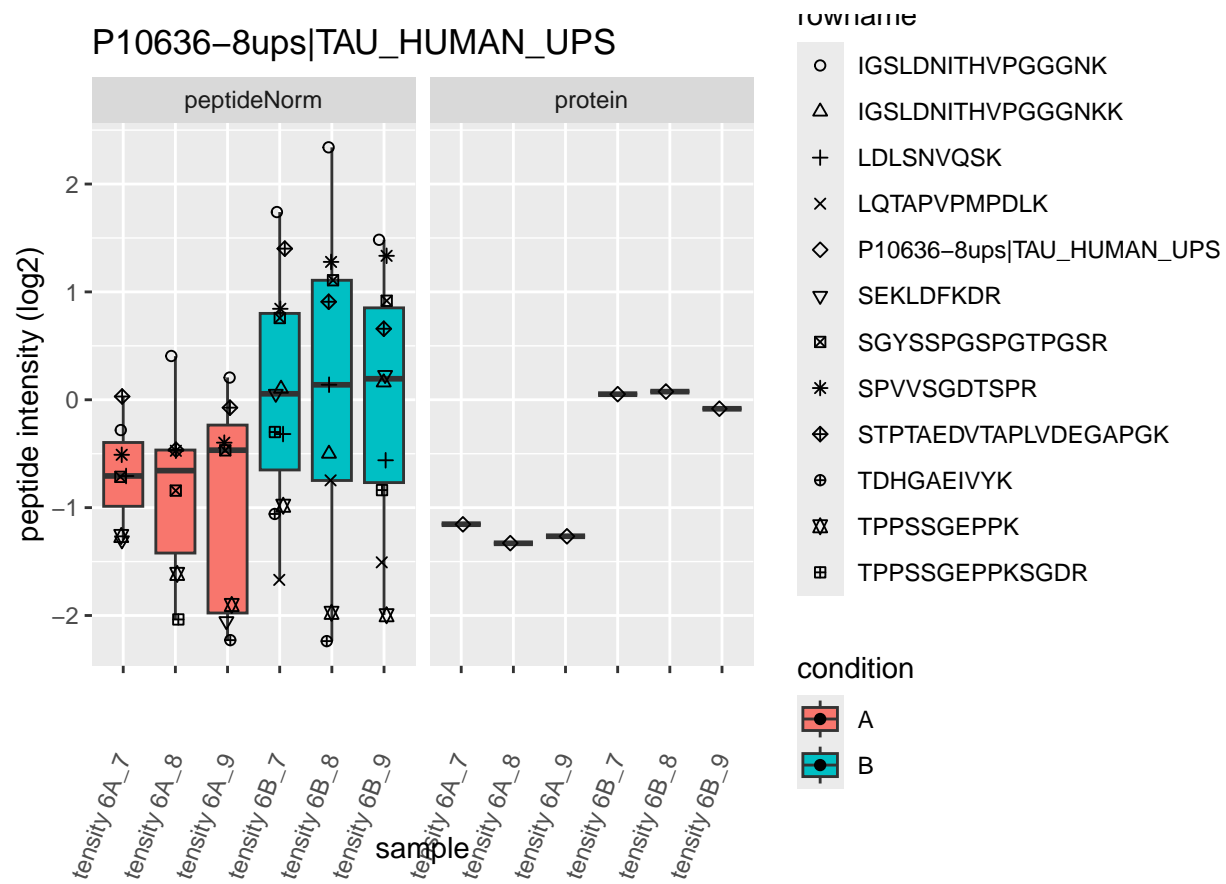 P10636−8ups|TAU_HUMAN_UPS
peptideNorm
protein
peptide intensity (log2)
2
1
0
−1
−2
tensity 6A_7
tensity 6A_8
tensity 6A_9
tensity 6B_7
tensity 6B_8
tensity 6B_9
tensity 6A_7
tensity 6A_8
tensity 6A_9
tensity 6B_7
tensity 6B_8
tensity 6B_9
sample
rowname
IGSLDNITHVPGGGNK
IGSLDNITHVPGGGNKK
LDLSNVQSK
LQTAPVPMPDLK
P10636−8ups|TAU_HUMAN_UPS
SEKLDFKDR
SGYSSPGSPGTPGSR
SPVVSGDTSPR
STPTAEDVTAPLVDEGAPGK
TDHGAEIVYK
TPPSSGEPPK
TPPSSGEPPKSGDR
condition
A
B